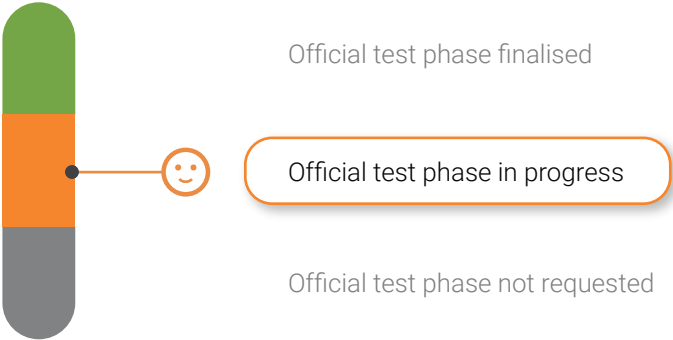 Official test phase finalised
Official test phase in progress
Official test phase not requested